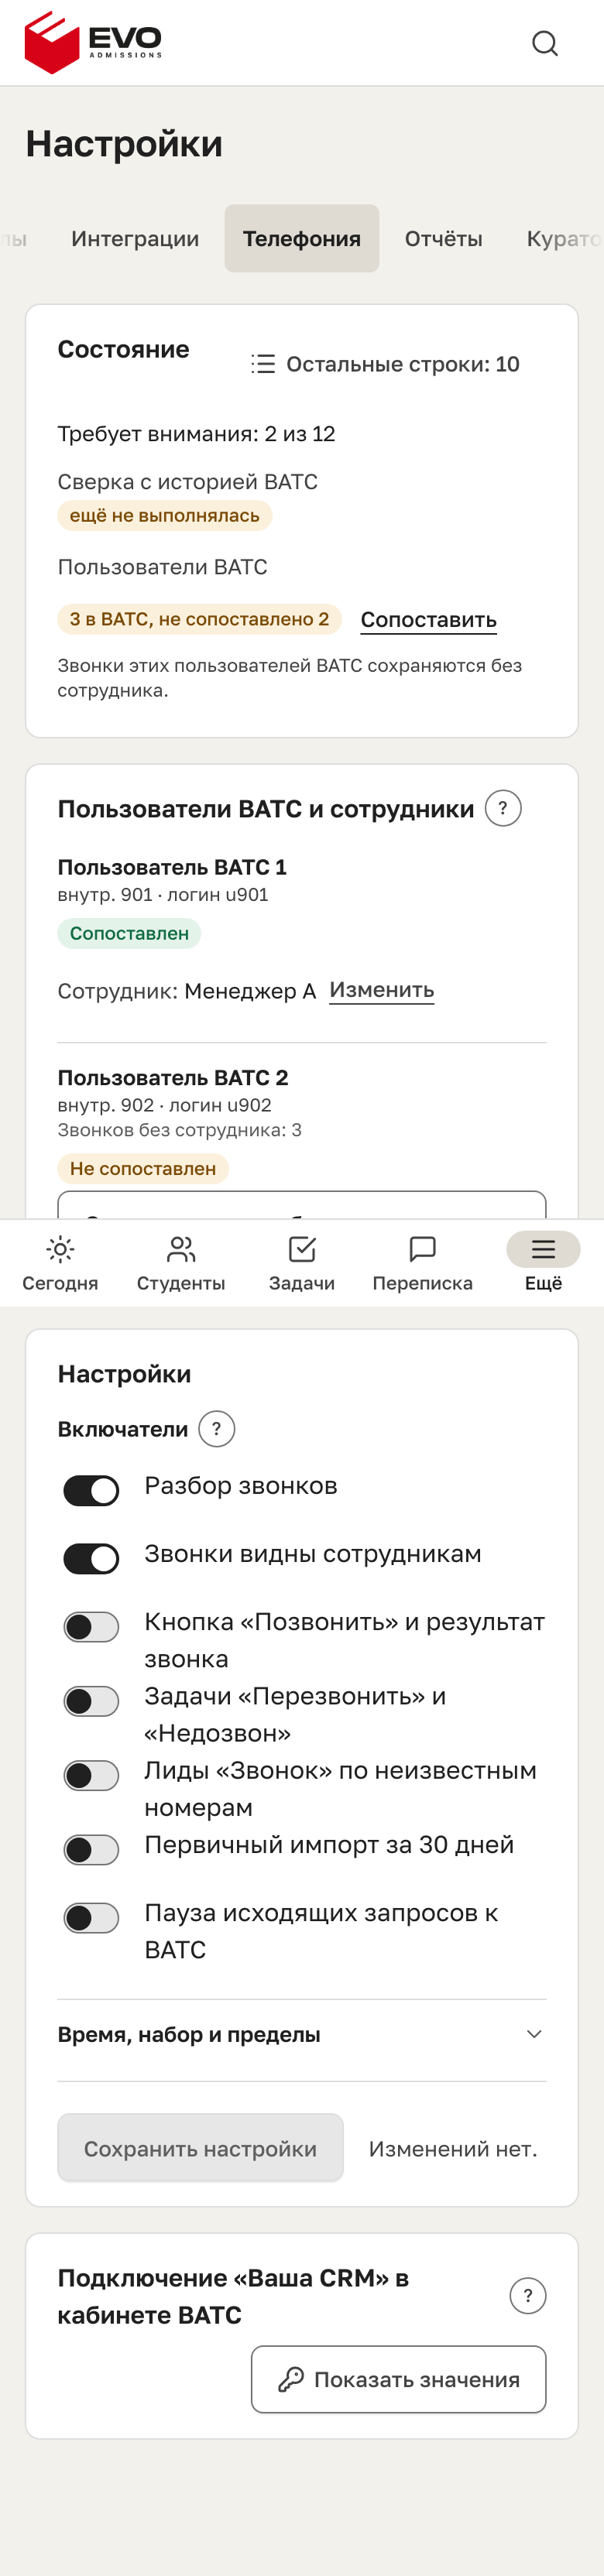 EVO
ADMISSIONS
Настройки
Интеграции
Телефония
Отчёты
Состояние
Остальные строки: 10
Требует внимания: 2 из 12
Сверка с историей ВАТС
ещё не выполнялась
Пользователи ВАТС
3 в ВАТС, не сопоставлено 2 Сопоставить
Звонки этих пользователей ВАТС сохраняются без
сотрудника.
Пользователи ВАТС и сотрудники ?
Пользователь ВАТС 1
внутр. 901 · логин u901
Сопоставлен
Сотрудник: Менеджер А Изменить
Пользователь ВАТС 2
внутр. 902 · логин u902
Звонков без сотрудника: 3
Не сопоставлен
Сегодня Студенты Задачи Переписка Ещё
Настройки
Включатели ?
Разбор звонков
Звонки видны сотрудникам
Кнопка «Позвонить» и результат
звонка
Задачи «Перезвонить» и
«Недозвон»
Лиды «Звонок» по неизвестным
номерам
Первичный импорт за 30 дней
Пауза исходящих запросов к
ВАТС
Время, набор и пределы
Сохранить настройки Изменений нет.
Подключение «Ваша CRM» в
кабинете ВАТС ?
Показать значения